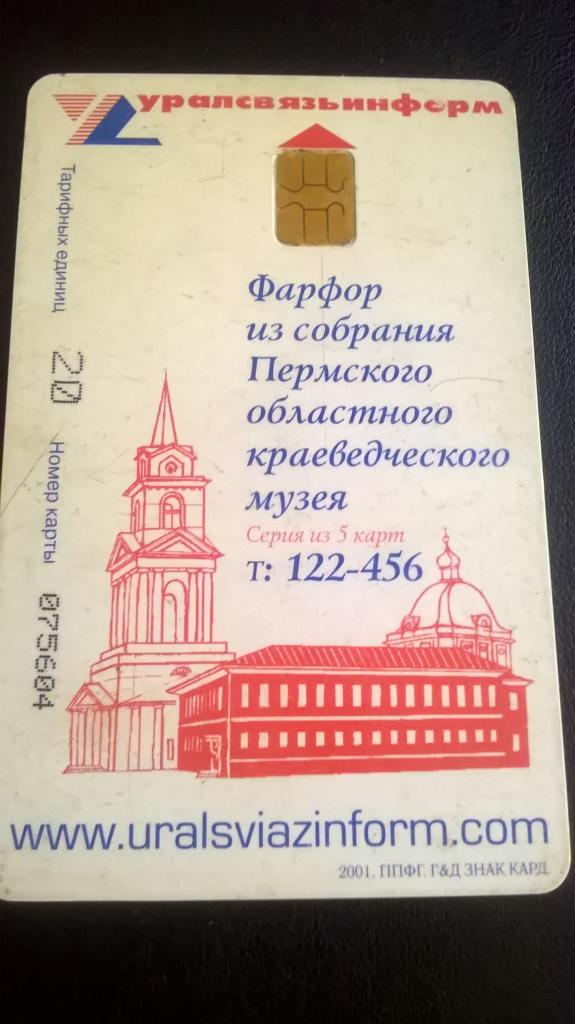 уралсвязьинформ
Тарифных единиц 20
Номер карты 075604
Фарфор
из собрания
Пермского
областного
краеведческого
музея
Серия из 5 карт
т: 122-456
www.uralsviazinform.com
2001. ППФГ. Г&Д ЗНАК КАРД.